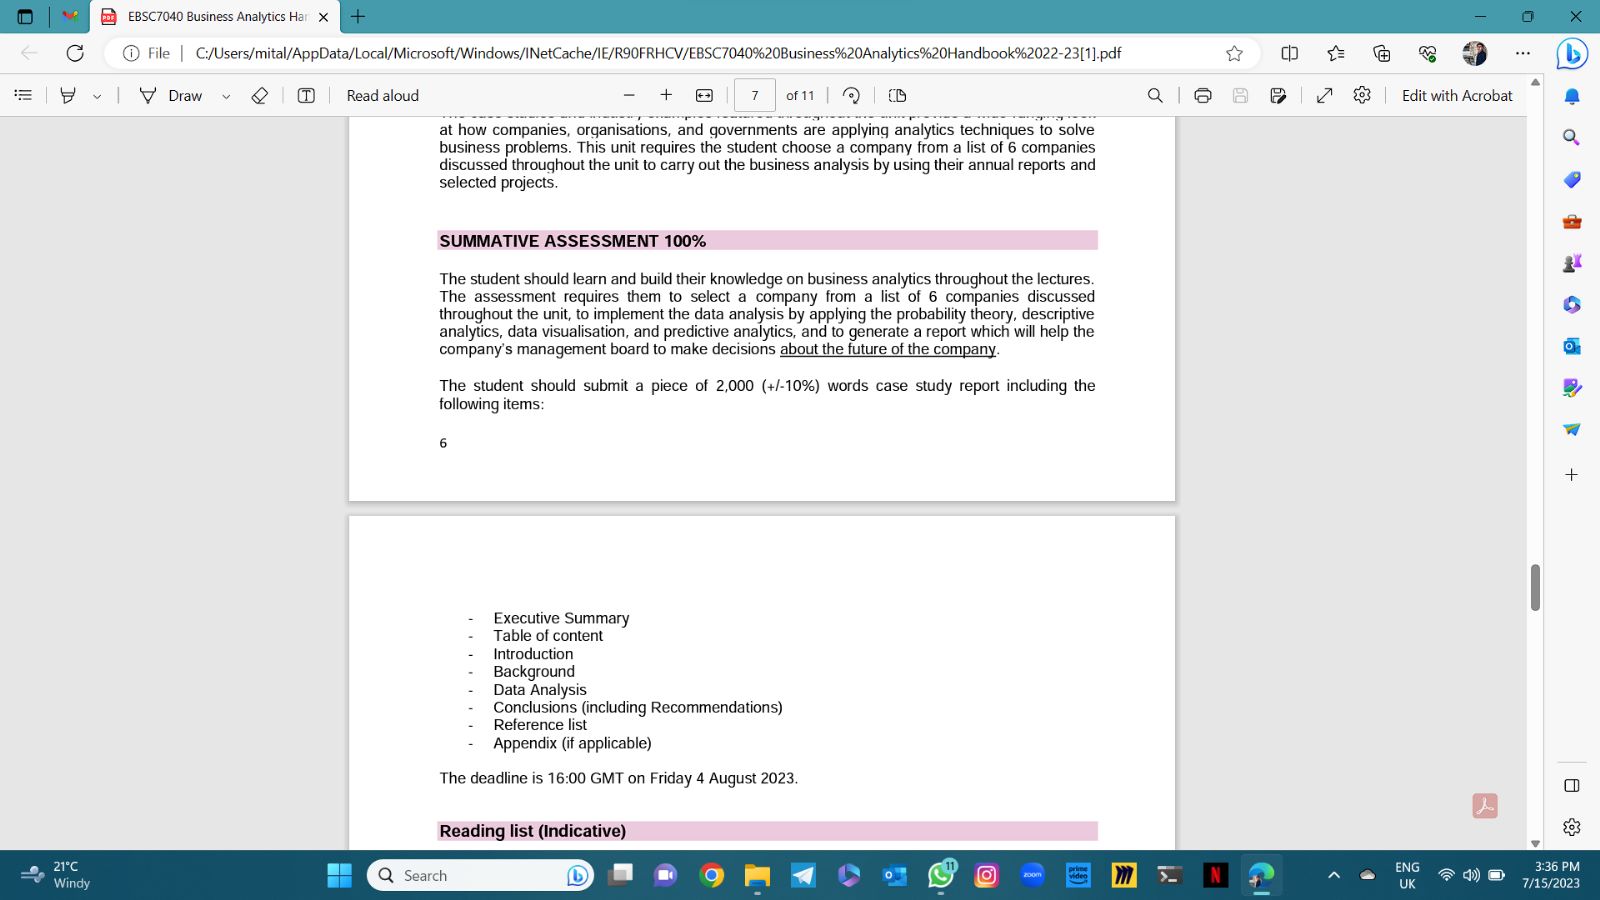 EBSC7040 Business Analytics Har
File
C:/Users/mital/AppData/Local/Microsoft/Windows/INetCache/IE/R90FRHCV/EBSC7040%20Business%20Analytics%20Handbook%202022-23[1].pdf
Draw
Read aloud
7
of 11
Edit with Acrobat
at how companies, organisations, and governments are applying analytics techniques to solve
business problems. This unit requires the student choose a company from a list of 6 companies
discussed throughout the unit to carry out the business analysis by using their annual reports and
selected projects.
SUMMATIVE ASSESSMENT 100%
The student should learn and build their knowledge on business analytics throughout the lectures.
The assessment requires them to select a company from a list of 6 companies discussed
throughout the unit, to implement the data analysis by applying the probability theory, descriptive
analytics, data visualisation, and predictive analytics, and to generate a report which will help the
company's management board to make decisions about the future of the company.
The student should submit a piece of 2,000 (+/-10%) words case study report including the
following items:
6
- Executive Summary
- Table of content
- Introduction
- Background
- Data Analysis
- Conclusions (including Recommendations)
- Reference list
- Appendix (if applicable)
The deadline is 16:00 GMT on Friday 4 August 2023.
Reading list (Indicative)
21°C
Windy
Search
11
zoom
prime video
ENG
UK
3:36 PM
7/15/2023